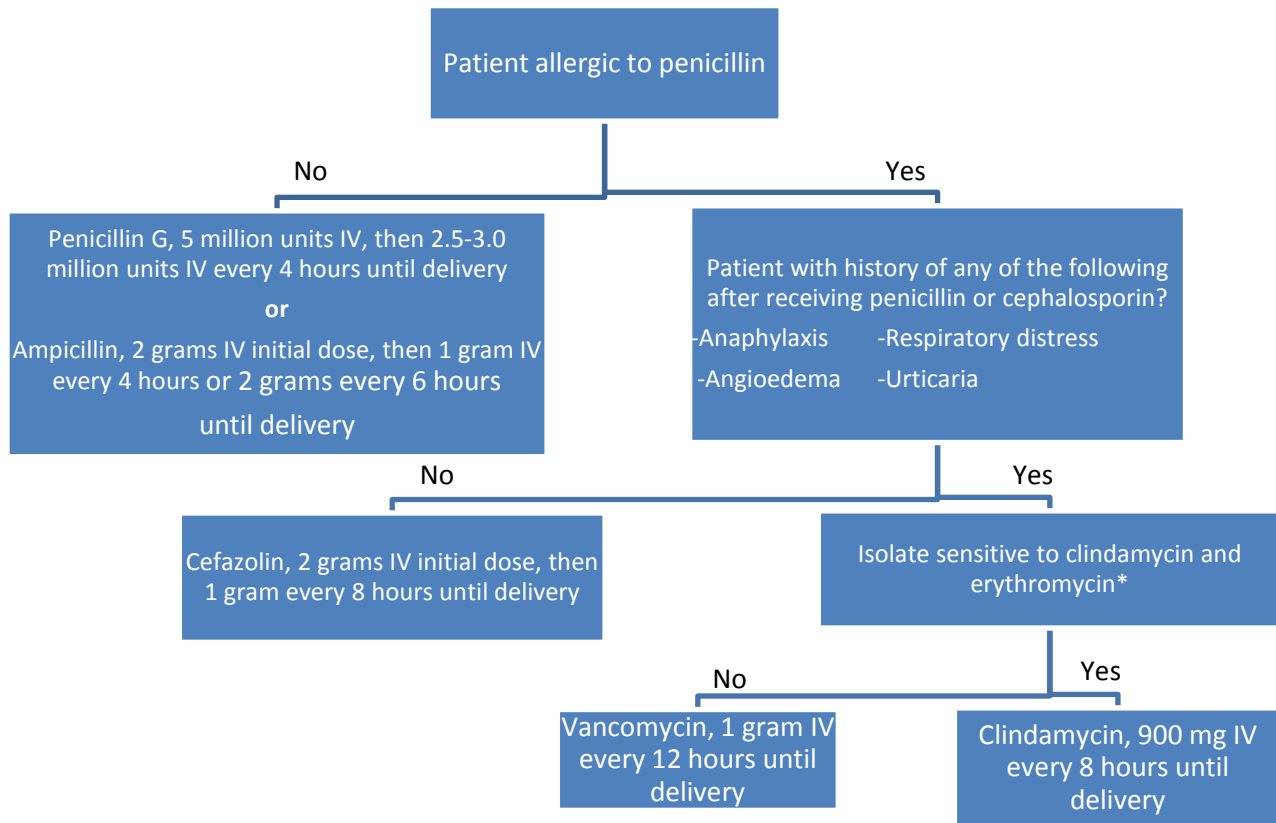 Patient allergic to penicillin
No
Yes
Penicillin G, 5 million units IV, then 2.5-3.0
million units IV every 4 hours until delivery
or
Ampicillin, 2 grams IV initial dose, then 1 gram IV
every 4 hours or 2 grams every 6 hours
until delivery
Patient with history of any of the following
after receiving penicillin or cephalosporin?
-Anaphylaxis -Respiratory distress
-Angioedema -Urticaria
No
Yes
Cefazolin, 2 grams IV initial dose, then
1 gram every 8 hours until delivery
Isolate sensitive to clindamycin and
erythromycin*
No
Yes
Vancomycin, 1 gram IV
every 12 hours until
delivery
Clindamycin, 900 mg IV
every 8 hours until
delivery